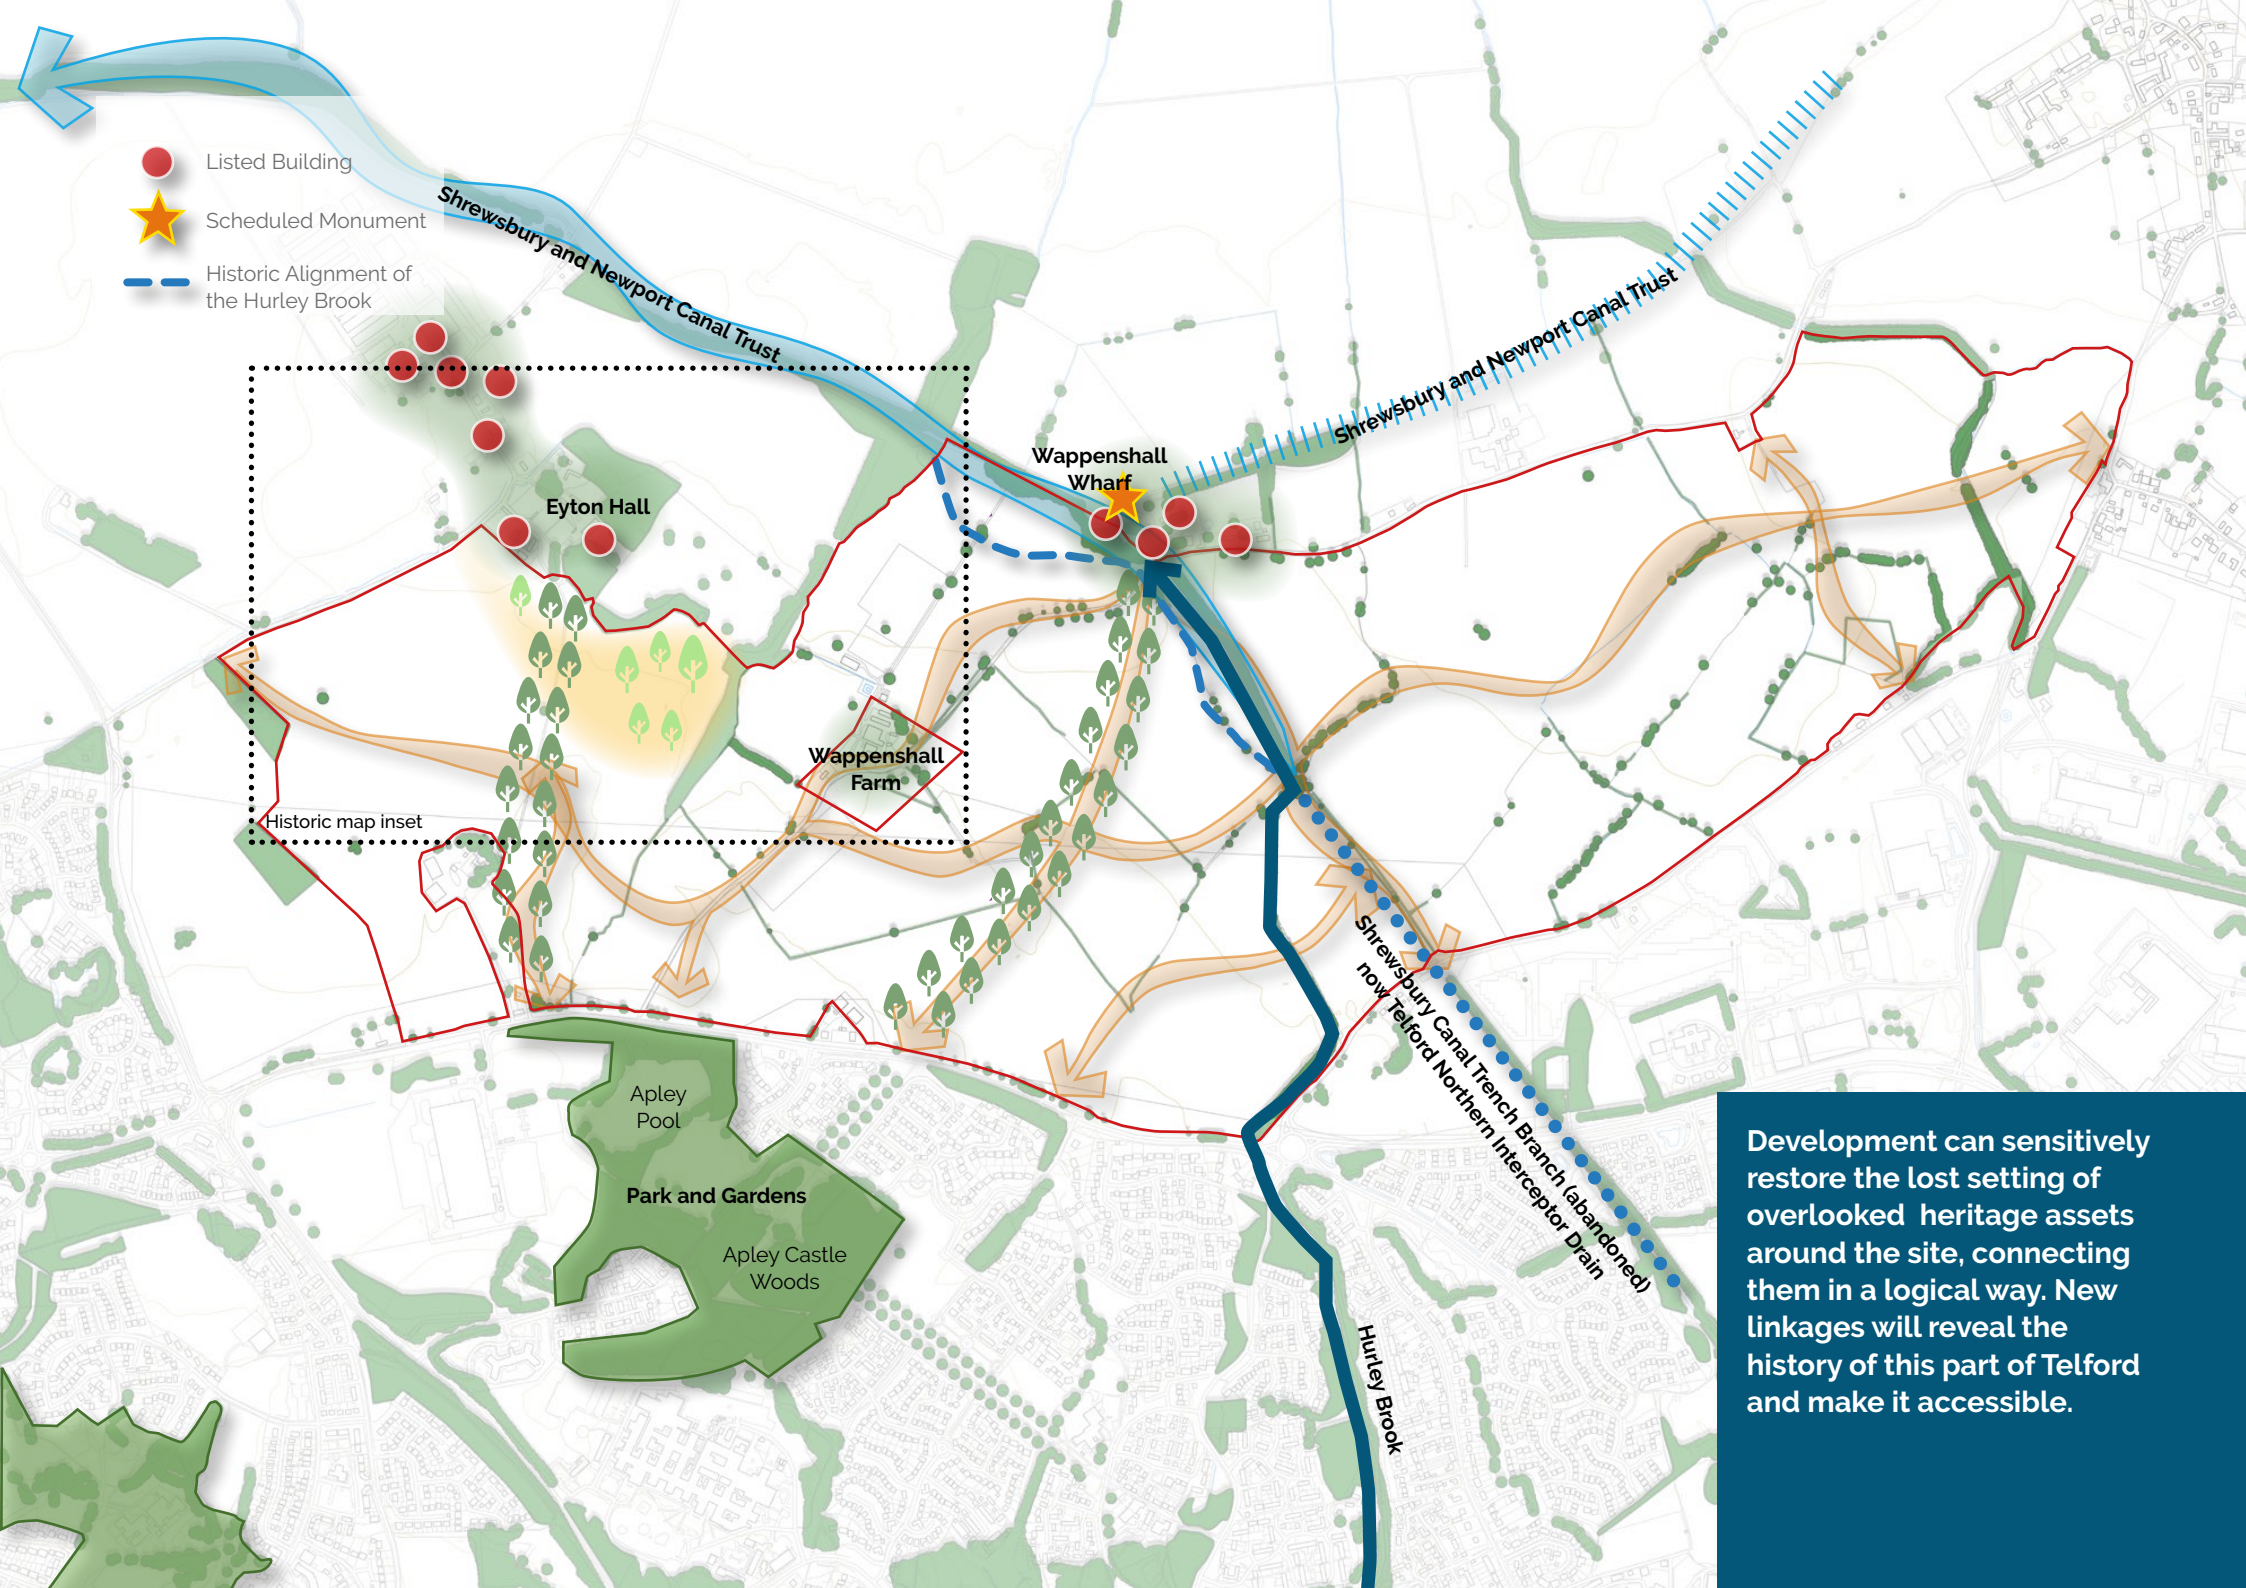 Listed Building
Scheduled Monument
Historic Alignment of
the Hurley Brook
Shrewsbury and Newport Canal Trust
Shrewsbury and Newport Canal Trust
Wappenshall
Wharf
Eyton Hall
Wappenshall
Farm
Historic map inset
Shrewsbury Canal Trench Branch (abandoned)
now Telford Northern Interceptor Drain
Apley
Pool
Park and Gardens
Apley Castle
Woods
Hurley Brook
Development can sensitively
restore the lost setting of
overlooked  heritage assets
around the site, connecting
them in a logical way. New
linkages will reveal the
history of this part of Telford
and make it accessible.